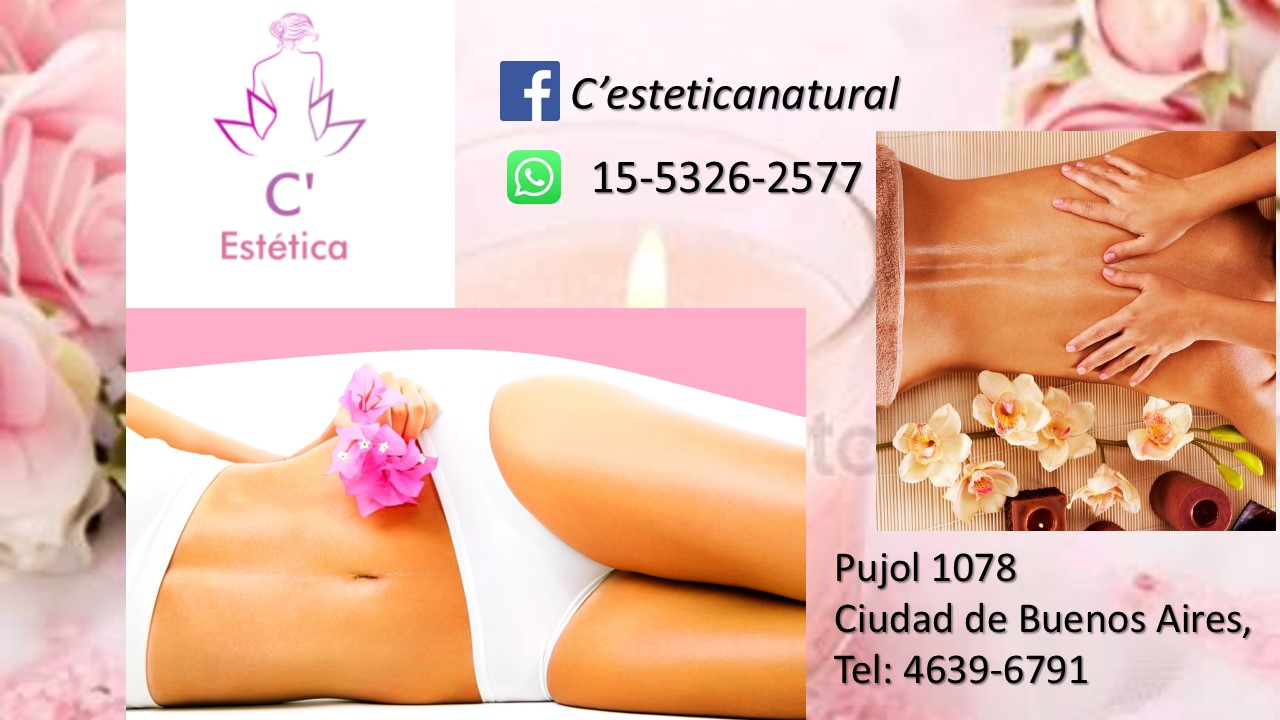 C'
Estética
C’esteticanatural
15-5326-2577
Pujol 1078
Ciudad de Buenos Aires,
Tel: 4639-6791